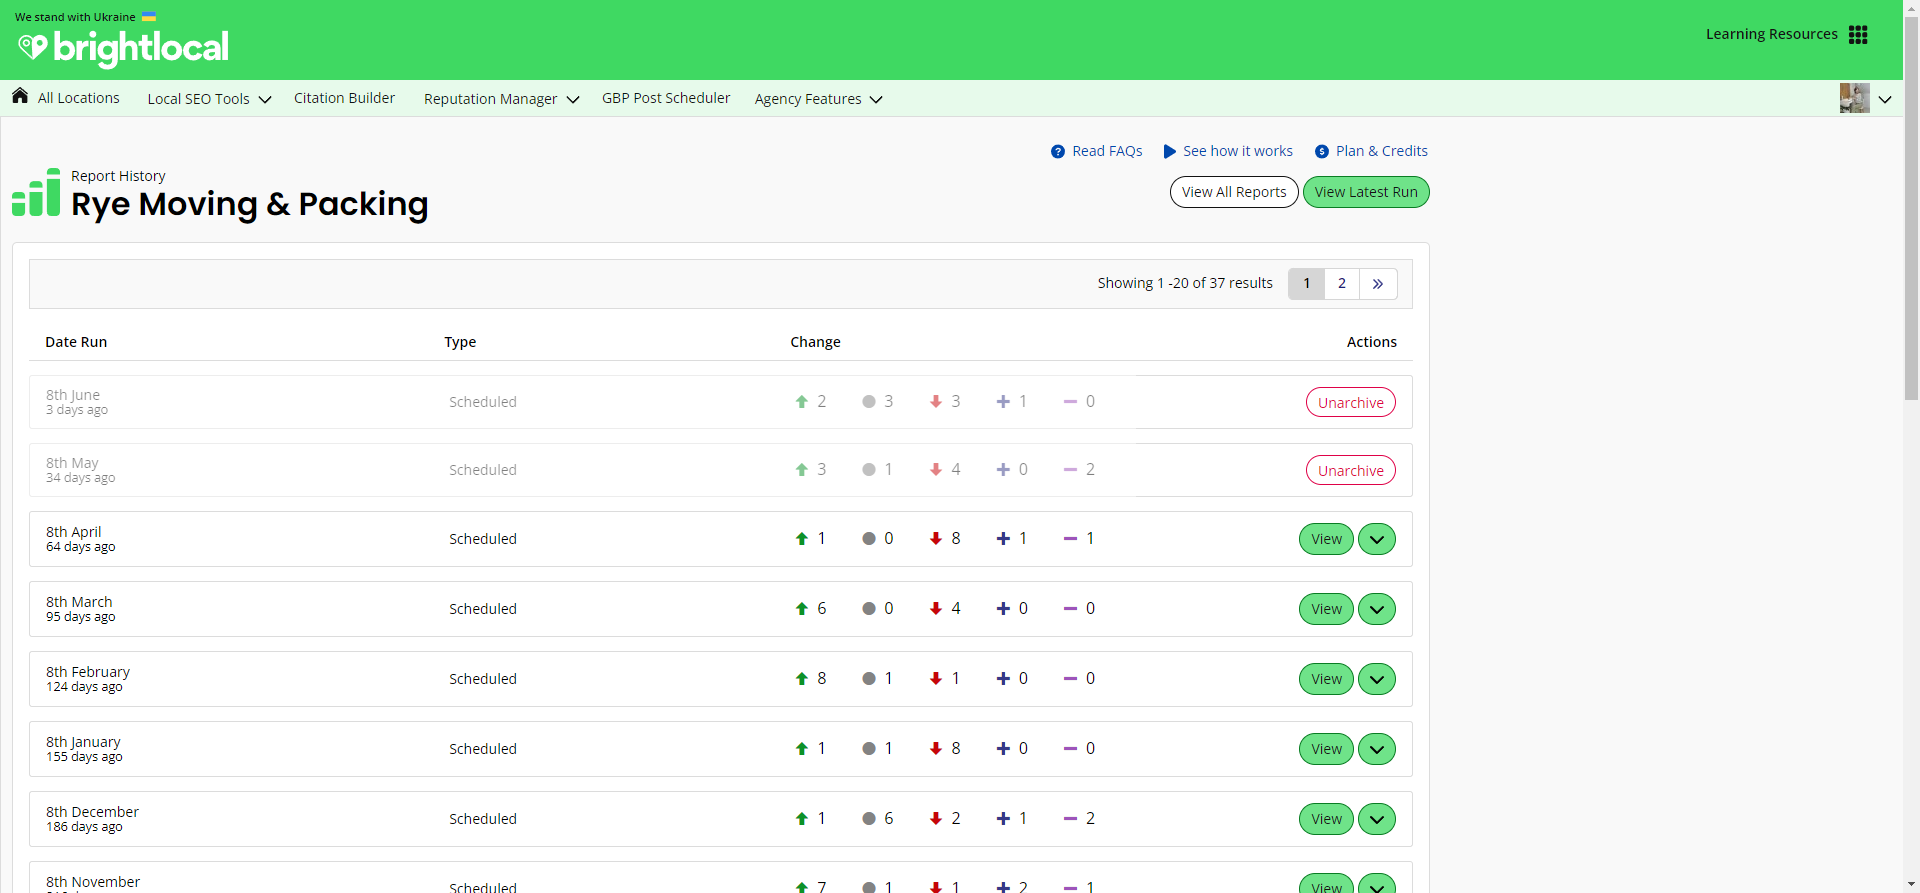 We stand with Ukraine
brightlocal
Learning Resources
All Locations Local SEO Tools Citation Builder Reputation Manager GBP Post Scheduler Agency Features
Read FAQs See how it works Plan & Credits
Report History
Rye Moving & Packing
View All Reports View Latest Run
Showing 1 -20 of 37 results 1 2 »
Date Run Type Change Actions
8th June
3 days ago
Scheduled 2 3 3 1 0 Unarchive
8th May
34 days ago
Scheduled 3 1 4 0 2 Unarchive
8th April
64 days ago
Scheduled 1 0 8 1 1 View
8th March
95 days ago
Scheduled 6 0 4 0 0 View
8th February
124 days ago
Scheduled 8 1 1 0 0 View
8th January
155 days ago
Scheduled 1 1 8 0 0 View
8th December
186 days ago
Scheduled 1 6 2 1 2 View
8th November
Scheduled 7 1 1 2 1 View